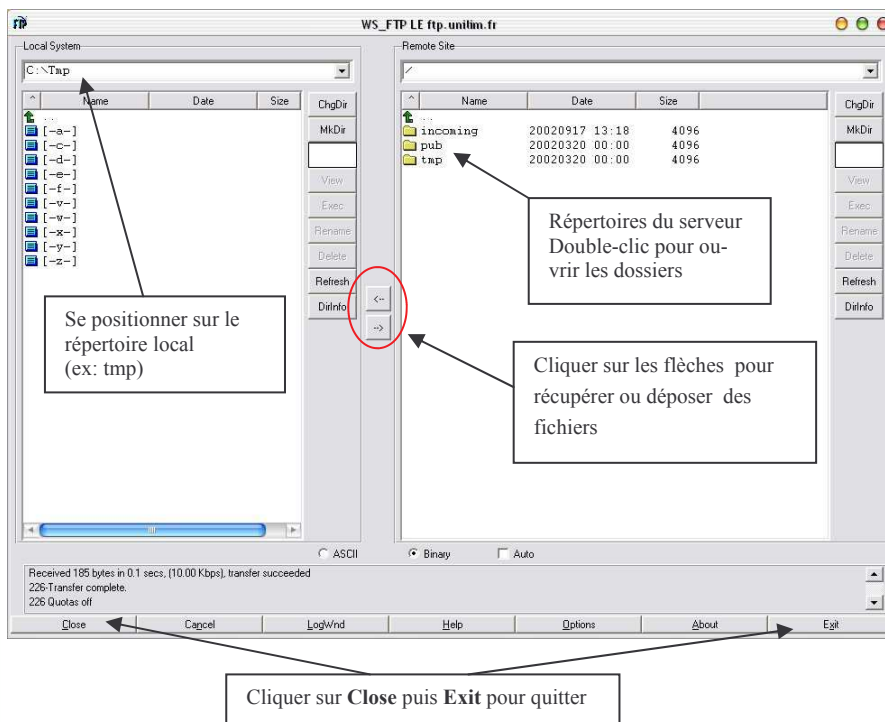 WS_FTP LE ftp.unilim.fr
Local System
C:\Tmp
^ Name Date Size
..
[-a-]
[-c-]
[-d-]
[-e-]
[-f-]
[-v-]
[-w-]
[-x-]
[-y-]
[-z-]
ChgDir
MkDir
View
Exec
Rename
Delete
Refresh
DirInfo
Se positionner sur le
répertoire local
(ex: tmp)
<--
-->
Remote Site
/
^ Name Date Size
..
incoming 20020917 13:18 4096
pub 20020320 00:00 4096
tmp 20020320 00:00 4096
ChgDir
MkDir
View
Exec
Rename
Delete
Refresh
DirInfo
Répertoires du serveur
Double-clic pour ou-
vrir les dossiers
Cliquer sur les flèches pour
récupérer ou déposer des
fichiers
ASCII Binary Auto
Received 185 bytes in 0.1 secs, (10.00 Kbps), transfer succeeded
226-Transfer complete.
226 Quotas off
Close Cancel LogWnd Help Options About Exit
Cliquer sur Close puis Exit pour quitter